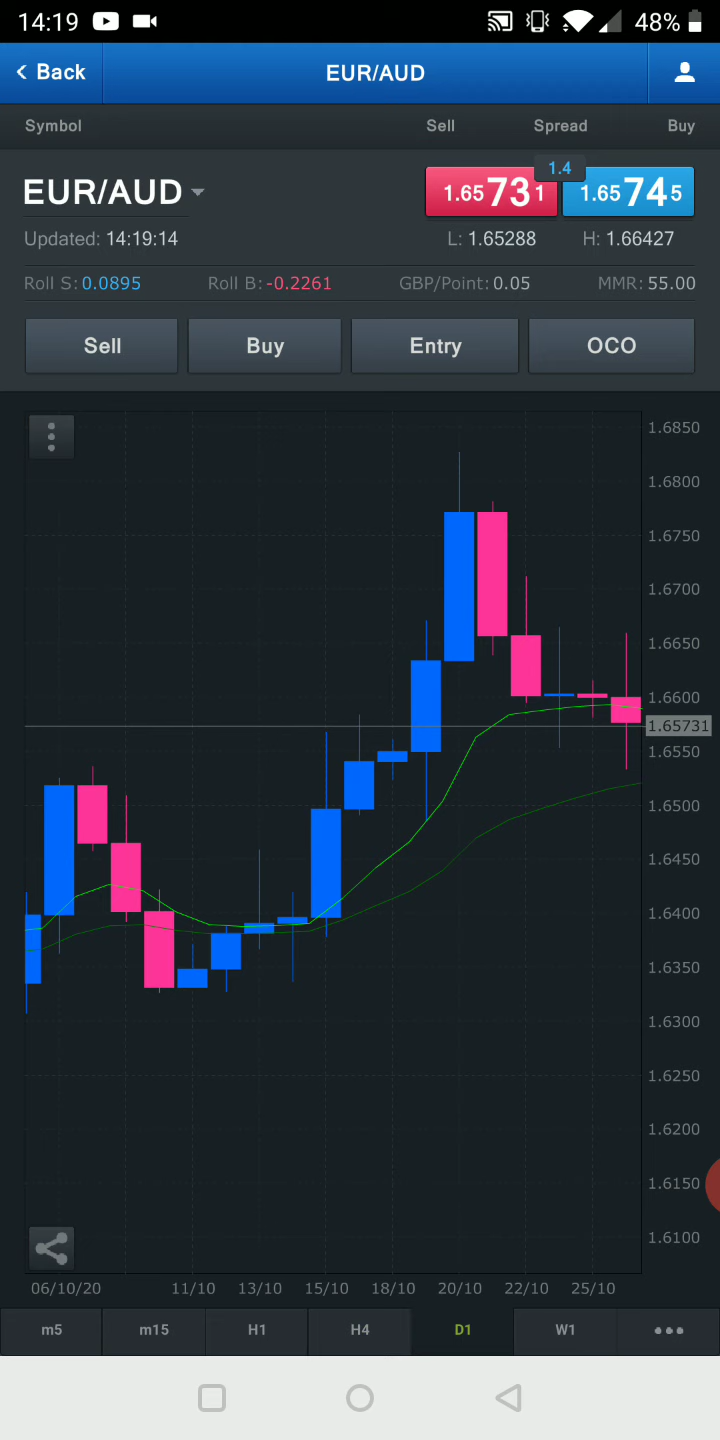 14:19 48%
Back EUR/AUD
Symbol Sell Spread Buy
EUR/AUD 1.65 73 1 1.4 1.65 74 5
Updated: 14:19:14 L: 1.65288 H: 1.66427
Roll S: 0.0895 Roll B: -0.2261 GBP/Point: 0.05 MMR: 55.00
Sell Buy Entry OCO
1.6850
1.6800
1.6750
1.6700
1.6650
1.6600
1.65731
1.6550
1.6500
1.6450
1.6400
1.6350
1.6300
1.6250
1.6200
1.6150
1.6100
06/10/20 11/10 13/10 15/10 18/10 20/10 22/10 25/10
m5 m15 H1 H4 D1 W1